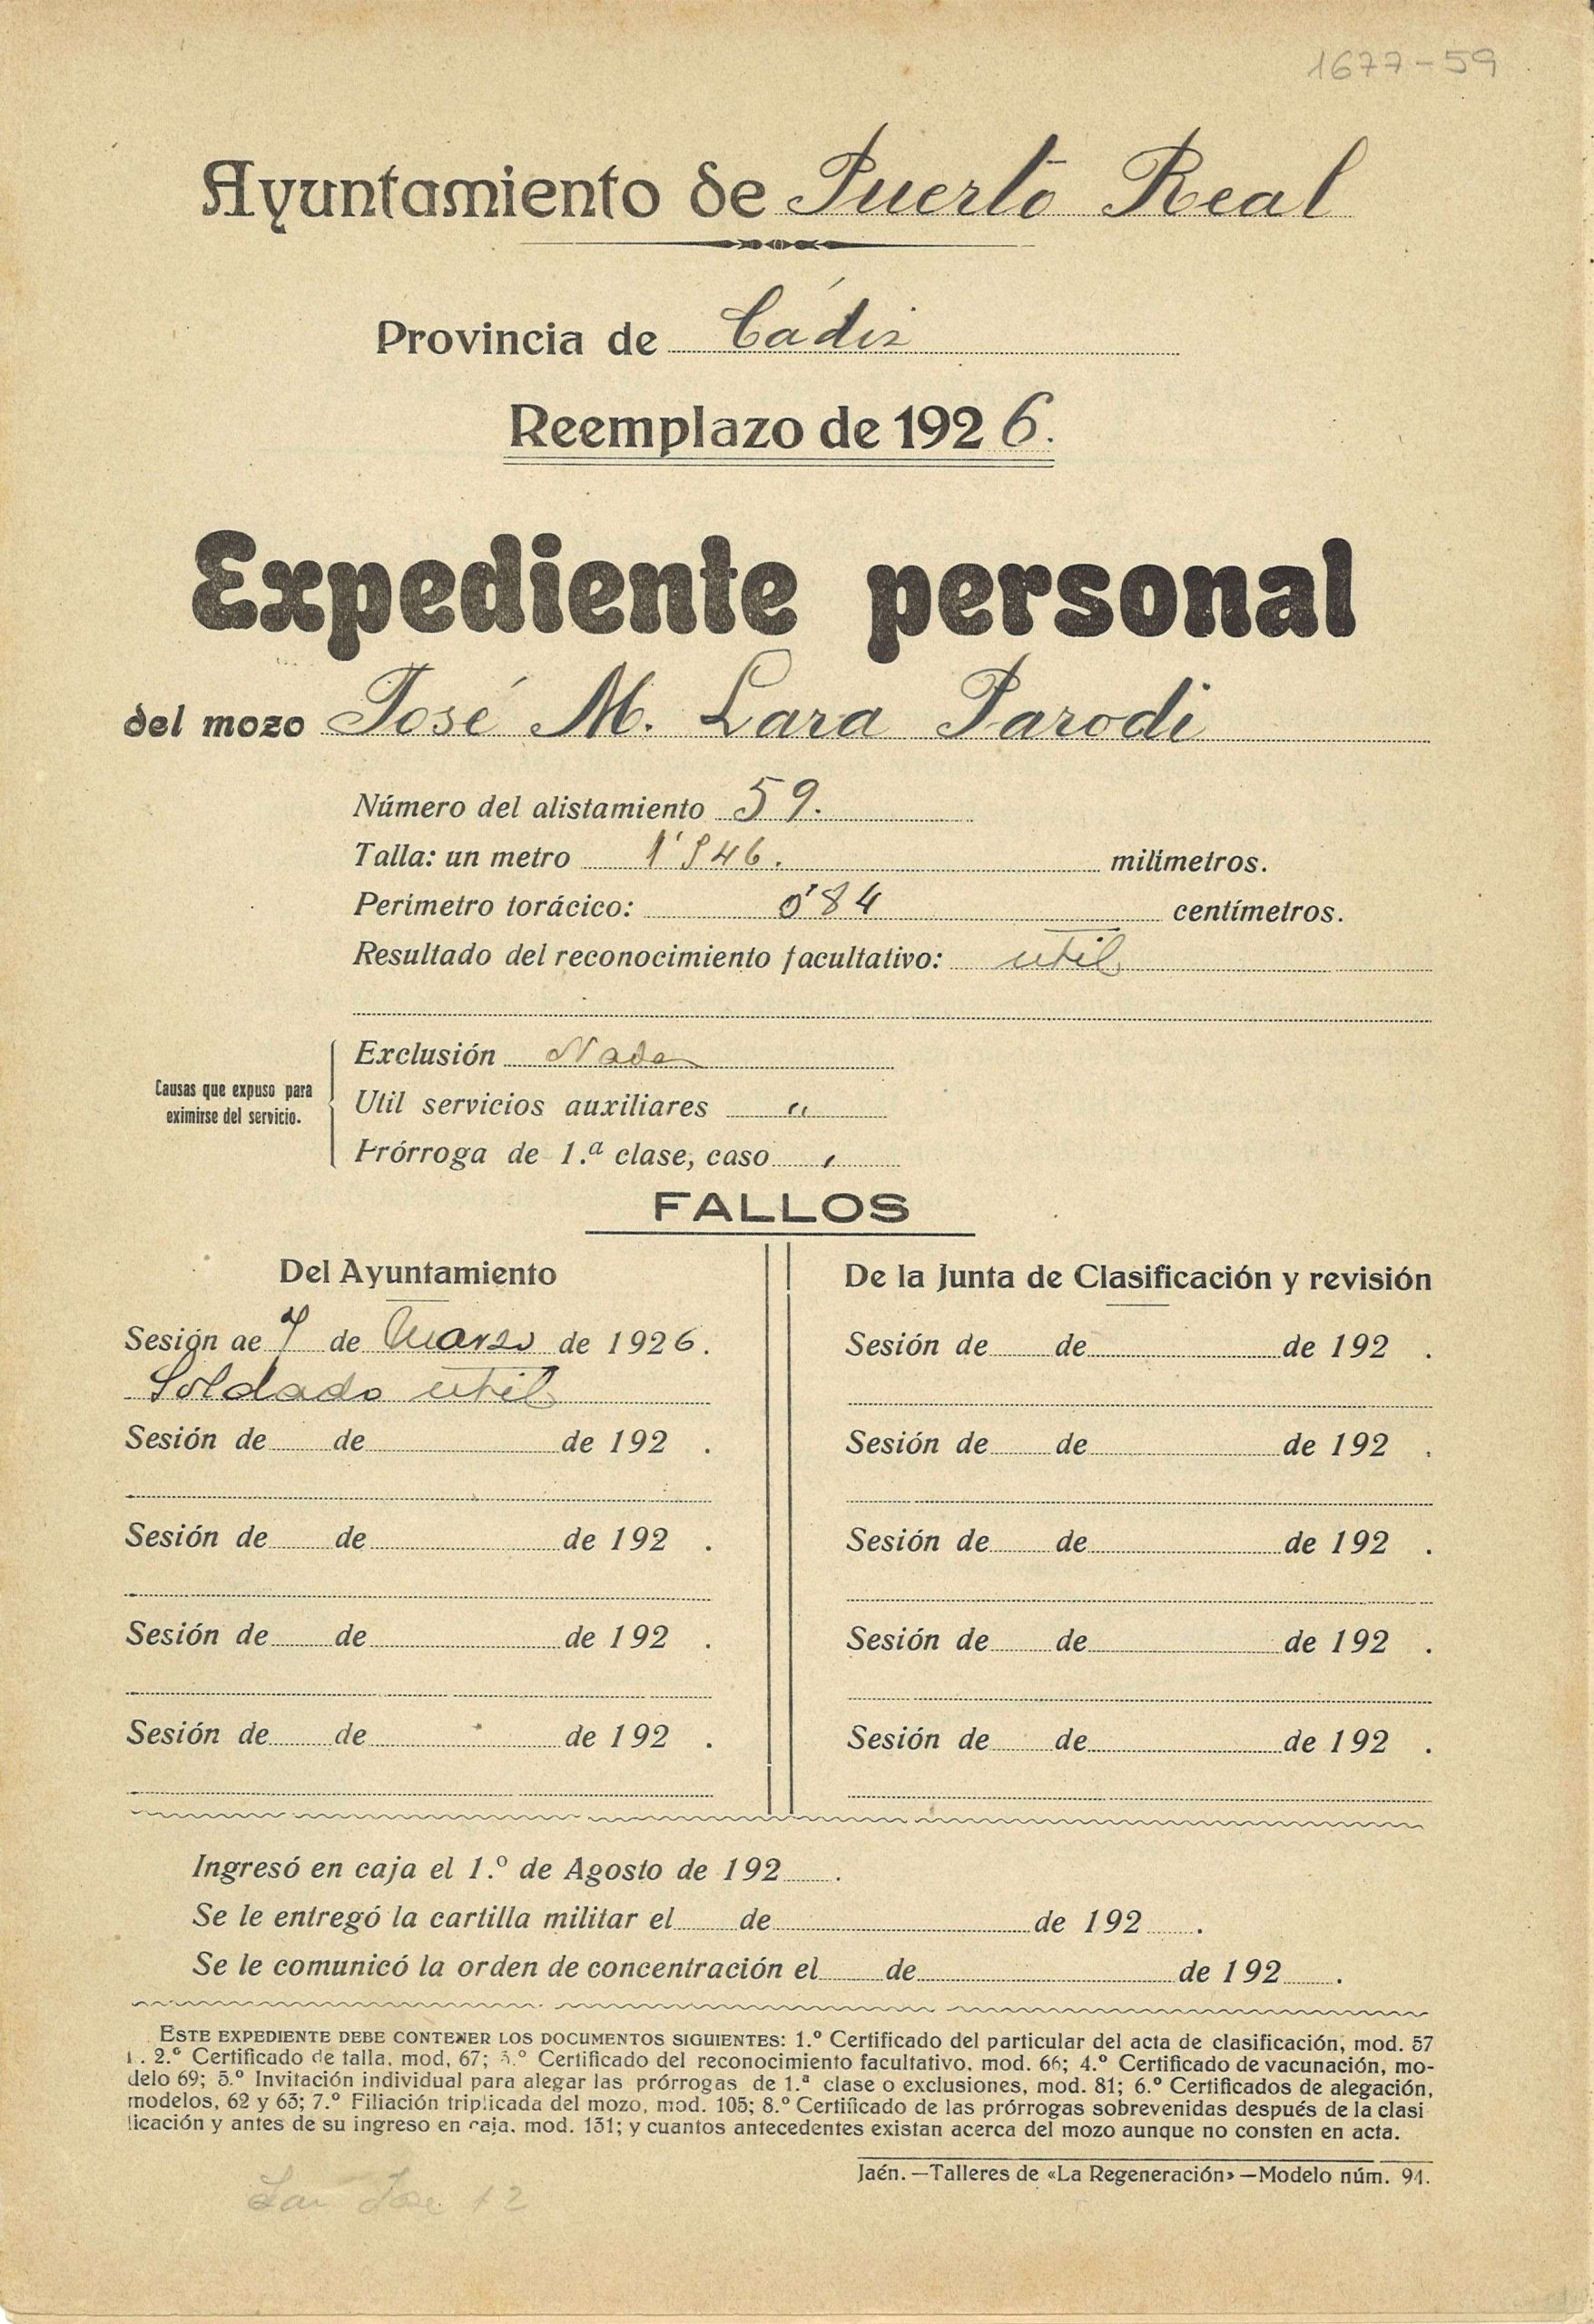 1677-59
Ayuntamiento de Puerto Real
Provincia de Cádiz
Reemplazo de 1926.
Expediente personal
del mozo José M. Lara Parodi
Número del alistamiento 59.
Talla: un metro 1'546. milímetros.
Perimetro torácico: 0'84 centímetros.
Resultado del reconocimiento facultativo: util
Causas que expuso para
eximirse del servicio.
Exclusión Nada
Util servicios auxiliares "
Prórroga de 1.ª clase, caso "
FALLOS
Del Ayuntamiento
Sesión de 7 de Marzo de 1926.
Soldado util
Sesión de de de 192 .
Sesión de de de 192 .
Sesión de de de 192 .
Sesión de de de 192 .
De la Junta de Clasificación y revisión
Sesión de de de 192 .
Sesión de de de 192 .
Sesión de de de 192 .
Sesión de de de 192 .
Sesión de de de 192 .
Ingresó en caja el 1.º de Agosto de 192 .
Se le entregó la cartilla militar el de de 192 .
Se le comunicó la orden de concentración el de de 192 .
ESTE EXPEDIENTE DEBE CONTENER LOS DOCUMENTOS SIGUIENTES: 1.º Certificado del particular del acta de clasificación, mod. 57
. 2.º Certificado de talla, mod, 67; 3.º Certificado del reconocimiento facultativo. mod. 66; 4.º Certificado de vacunación, mo-
delo 69; 5.º Invitación individual para alegar las prórrogas de 1.ª clase o exclusiones, mod. 81; 6.º Certificados de alegación,
modelos, 62 y 63; 7.º Filiación triplicada del mozo, mod. 105; 8.º Certificado de las prórrogas sobrevenidas después de la clasi
ficación y antes de su ingreso en caja. mod. 131; y cuantos antecedentes existan acerca del mozo aunque no consten en acta.
Jaén.—Talleres de «La Regeneración»—Modelo núm. 91.
San José 12